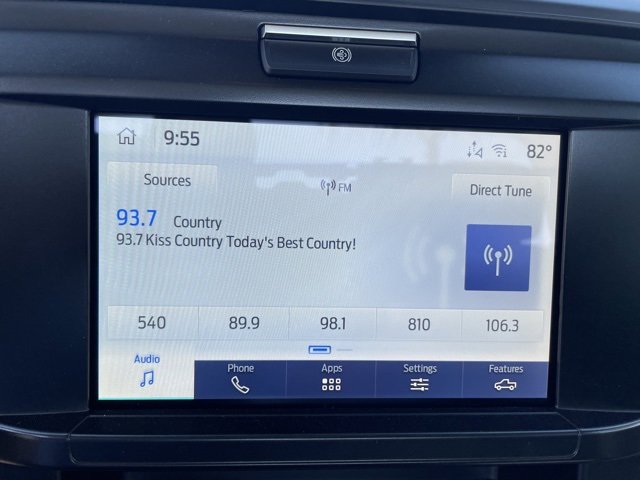 9:55
82°
Sources
FM
Direct Tune
93.7 Country
93.7 Kiss Country Today's Best Country!
540 89.9 98.1 810 106.3
Audio Phone Apps Settings Features